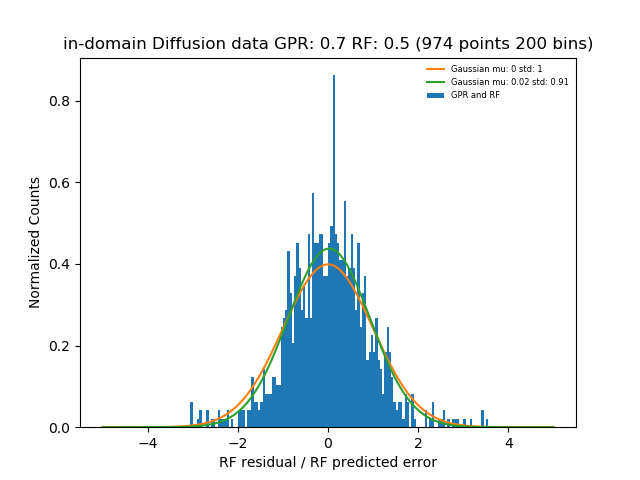 in-domain Diffusion data GPR: 0.7 RF: 0.5 (974 points 200 bins)
Gaussian mu: 0 std: 1
Gaussian mu: 0.02 std: 0.91
GPR and RF
Normalized Counts
0.8
0.6
0.4
0.2
0.0
−4
−2
0
2
4
RF residual / RF predicted error